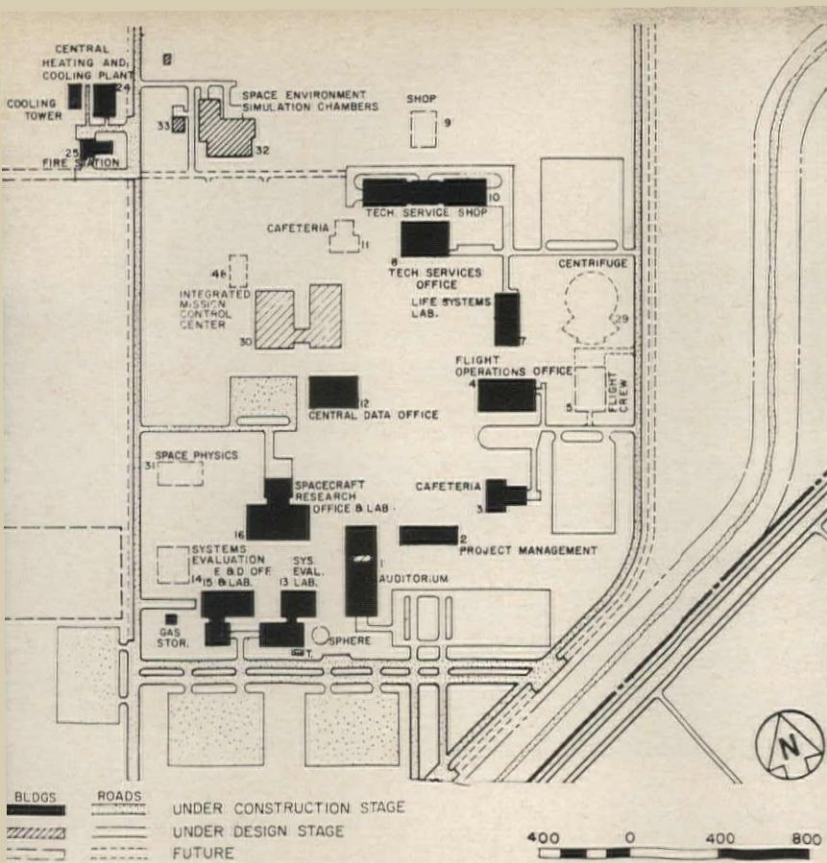 CENTRAL
HEATING AND
COOLING PLANT
24
COOLING
TOWER
25
FIRE STATION
33
SPACE ENVIRONMENT
SIMULATION CHAMBERS
32
SHOP
9
10
TECH SERVICE SHOP
CAFETERIA
11
8
TECH SERVICES
OFFICE
CENTRIFUGE
29
48
INTEGRATED
MISSION
CONTROL
CENTER
30
LIFE SYSTEMS
LAB.
7
FLIGHT
OPERATIONS OFFICE
4
FLIGHT
CREW
5
12
CENTRAL DATA OFFICE
31
SPACE PHYSICS
SPACECRAFT
RESEARCH
OFFICE & LAB.
16
CAFETERIA
3
2
PROJECT MANAGEMENT
14
SYSTEMS
EVALUATION
E & D OFF.
15 & LAB.
SYS.
EVAL.
13 LAB.
1
AUDITORIUM
GAS
STOR.
SPHERE
T.
N
BLDGS ROADS
UNDER CONSTRUCTION STAGE
UNDER DESIGN STAGE
FUTURE
400 0 400 800